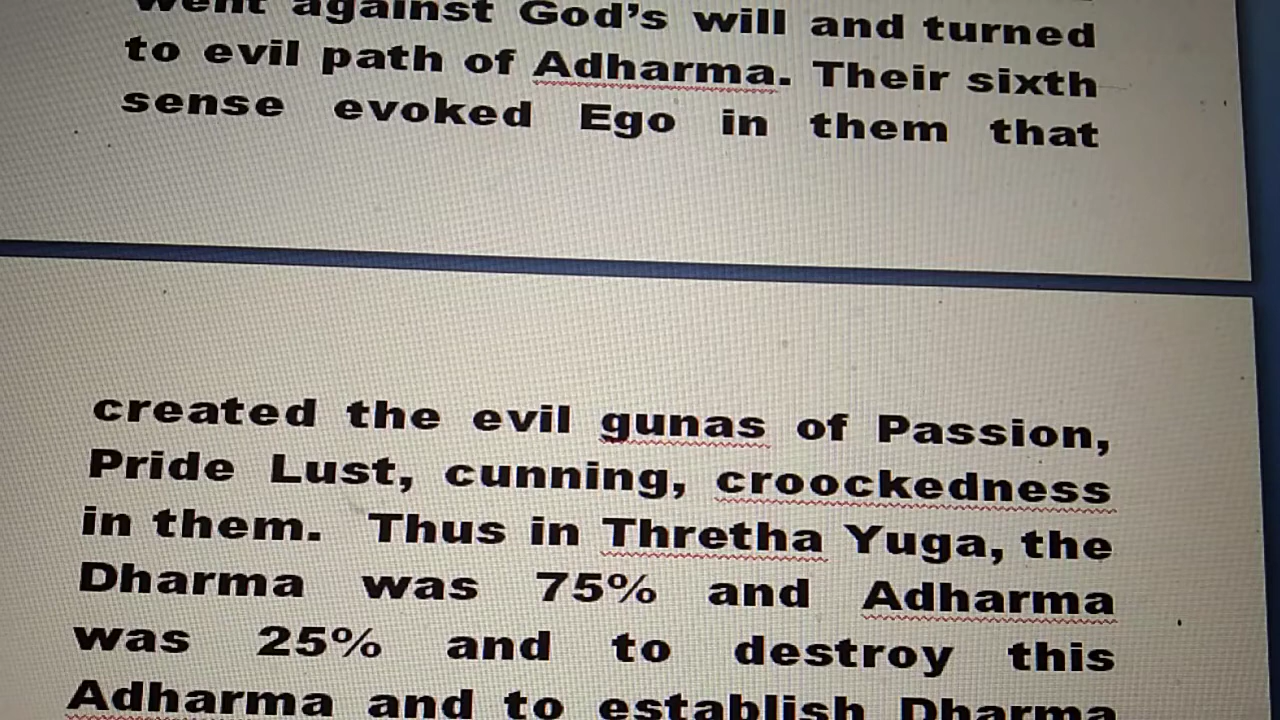 went against God's will and turned
to evil path of Adharma. Their sixth
sense evoked Ego in them that
created the evil gunas of Passion,
Pride Lust, cunning, croockedness
in them. Thus in Thretha Yuga, the
Dharma was 75% and Adharma
was 25% and to destroy this
Adharma and to establish Dharma